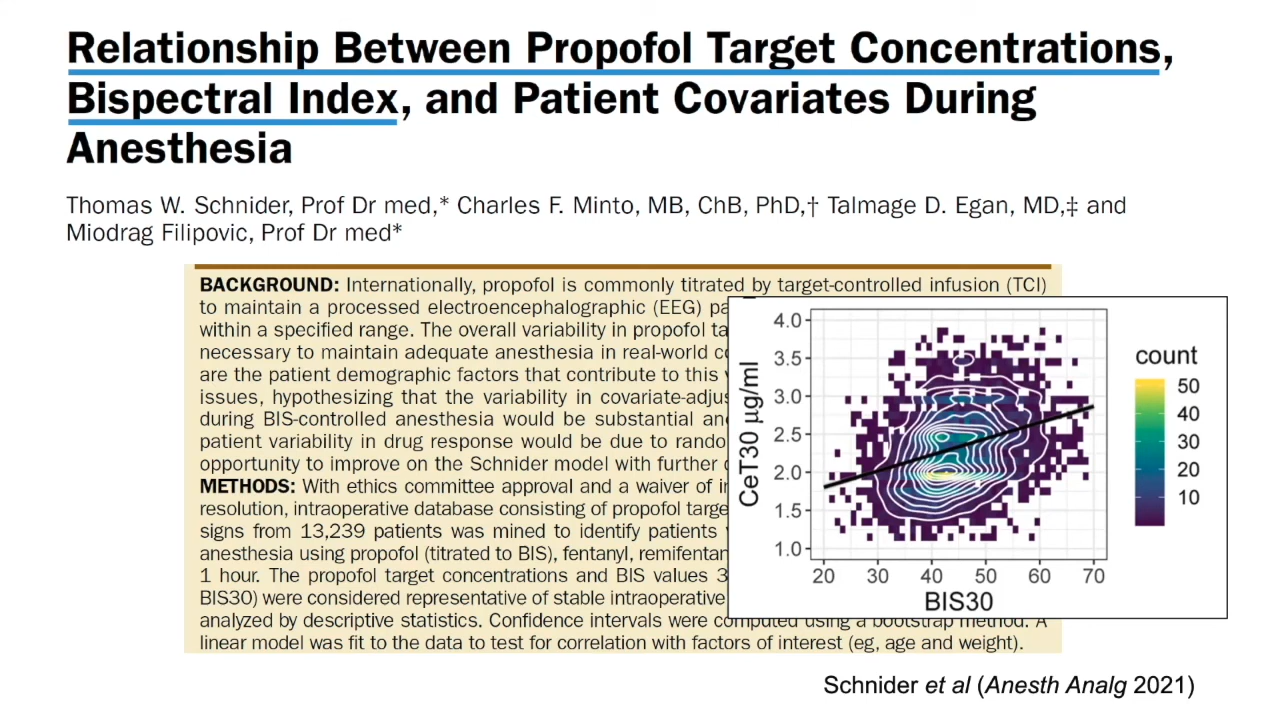 Relationship Between Propofol Target Concentrations,
Bispectral Index, and Patient Covariates During
Anesthesia
Thomas W. Schnider, Prof Dr med,* Charles F. Minto, MB, ChB, PhD,† Talmage D. Egan, MD,‡ and
Miodrag Filipovic, Prof Dr med*
BACKGROUND: Internationally, propofol is commonly titrated by target-controlled infusion (TCI)
to maintain a processed electroencephalographic (EEG) pa
within a specified range. The overall variability in propofol ta
necessary to maintain adequate anesthesia in real-world co
are the patient demographic factors that contribute to this
issues, hypothesizing that the variability in covariate-adjus
during BIS-controlled anesthesia would be substantial and
patient variability in drug response would be due to rando
opportunity to improve on the Schnider model with further
METHODS: With ethics committee approval and a waiver of
resolution, intraoperative database consisting of propofol targe
signs from 13,239 patients was mined to identify patients
anesthesia using propofol (titrated to BIS), fentanyl, remifentan
1 hour. The propofol target concentrations and BIS values 3
BIS30) were considered representative of stable intraoperative
analyzed by descriptive statistics. Confidence intervals were computed using a bootstrap method. A
linear model was fit to the data to test for correlation with factors of interest (eg, age and weight).
CeT30 µg/ml
4.0
3.5
3.0
2.5
2.0
1.5
1.0
20 30 40 50 60 70
BIS30
count
50
40
30
20
10
Schnider et al (Anesth Analg 2021)